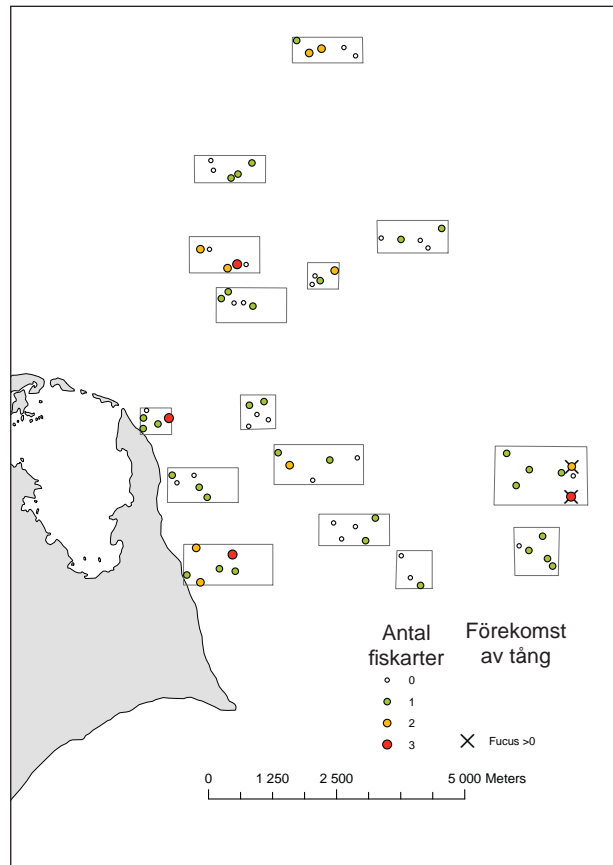 Antal
fiskarter
0
1
2
3
Förekomst
av tång
Fucus >0
0 1 250 2 500 5 000 Meters